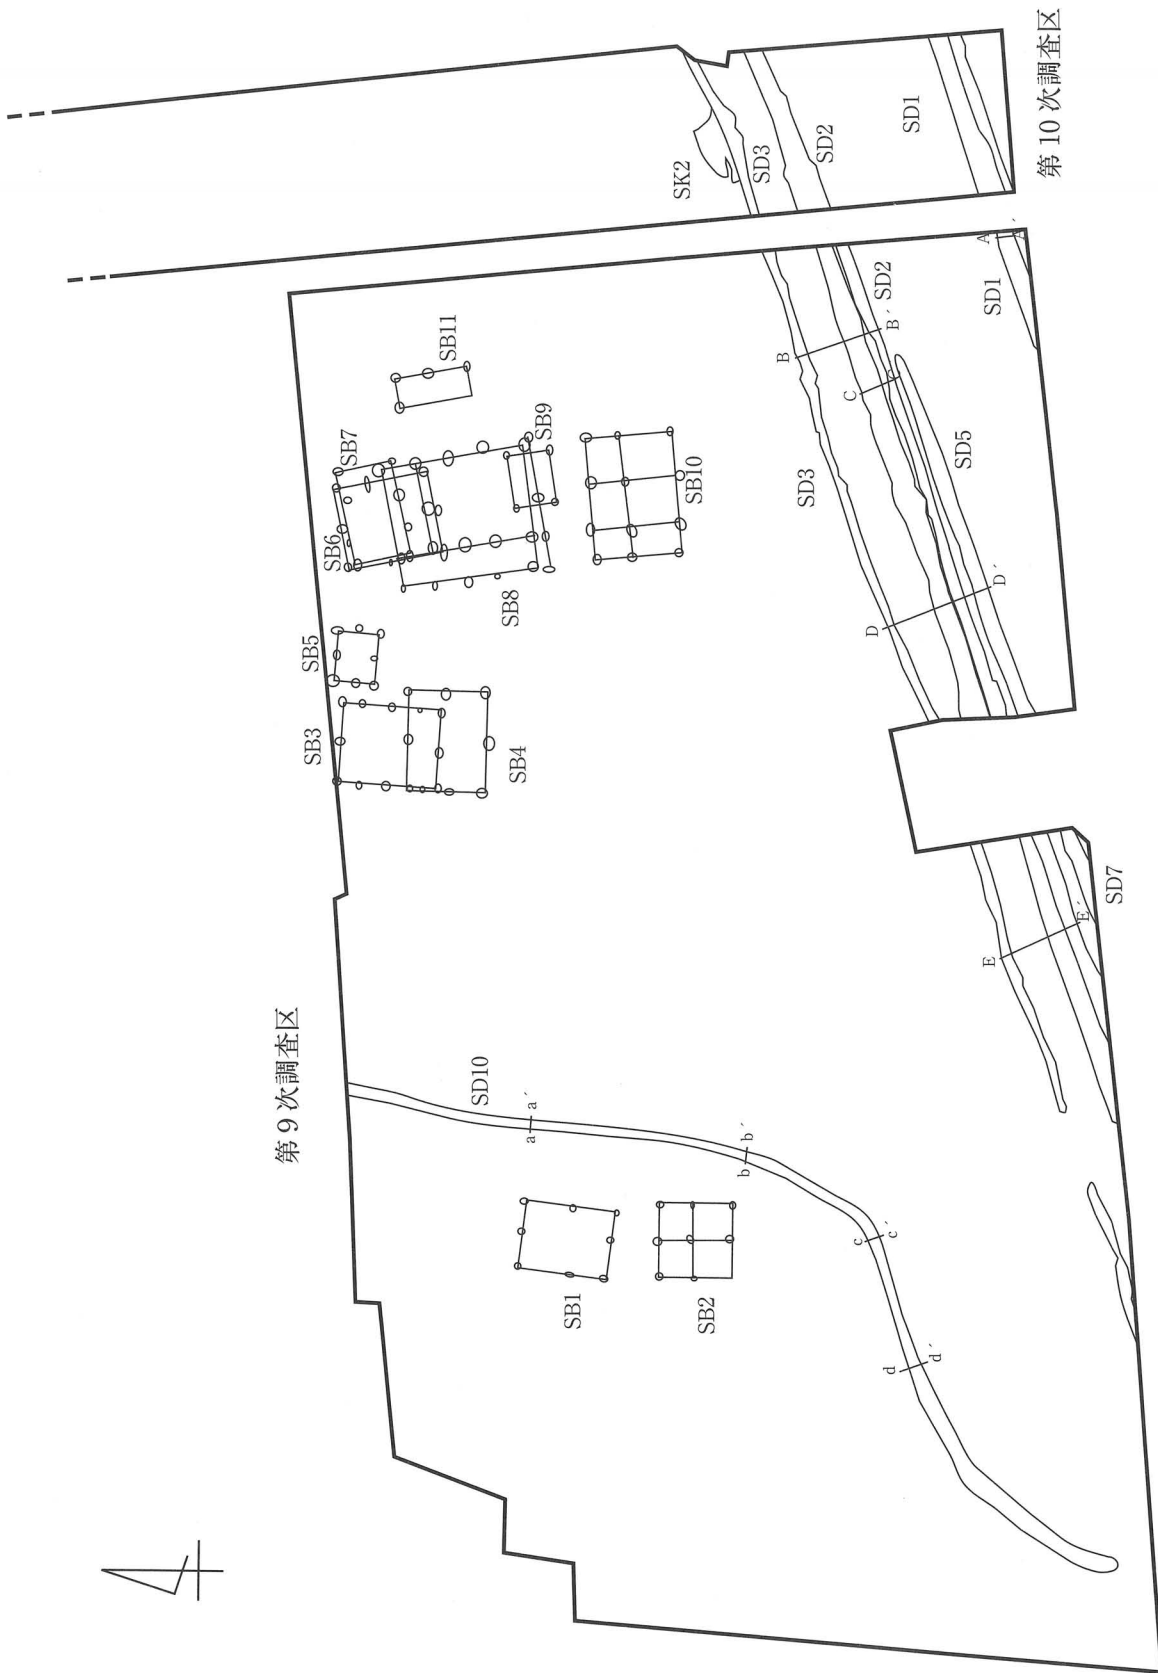 第9次調査区
SB3
SB5
SB6
SB7
SB11
SD10
SB4
SB8
SB9
a
a´
SB1
SB2
SB10
SK2
b
b´
SD3
B
SD3
SD2
C
c
c´
D
SD2
B´
C´
d
d´
SD1
SD5
D´
E
A
A´
SD1
第10次調査区
E´
SD7